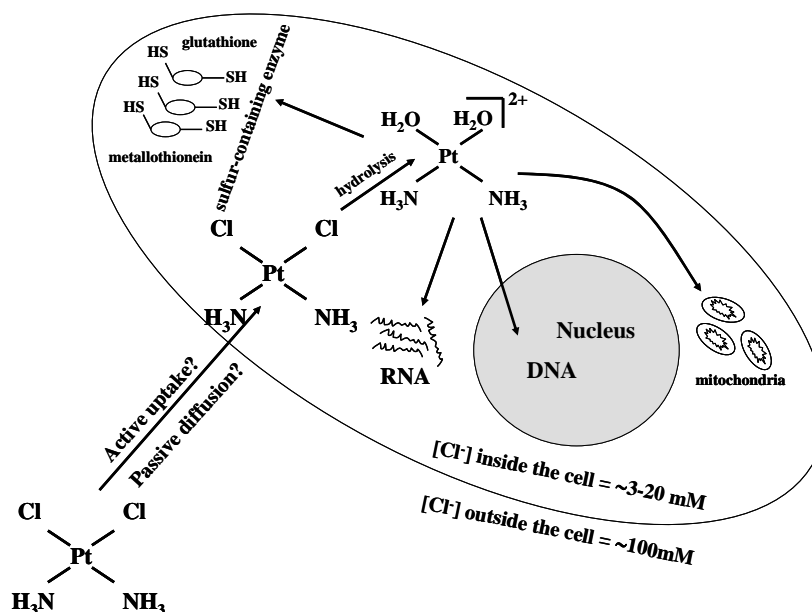 glutathione
HS
SH
HS
SH
HS
SH
metallothionein
sulfur-containing enzyme
H₂O
H₂O
2+
Pt
H₃N
NH₃
hydrolysis
Cl
Cl
Pt
H₃N
NH₃
RNA
Nucleus
DNA
mitochondria
Active uptake?
Passive diffusion?
[Cl⁻] inside the cell = ~3-20 mM
[Cl⁻] outside the cell = ~100mM
Cl
Cl
Pt
H₃N
NH₃